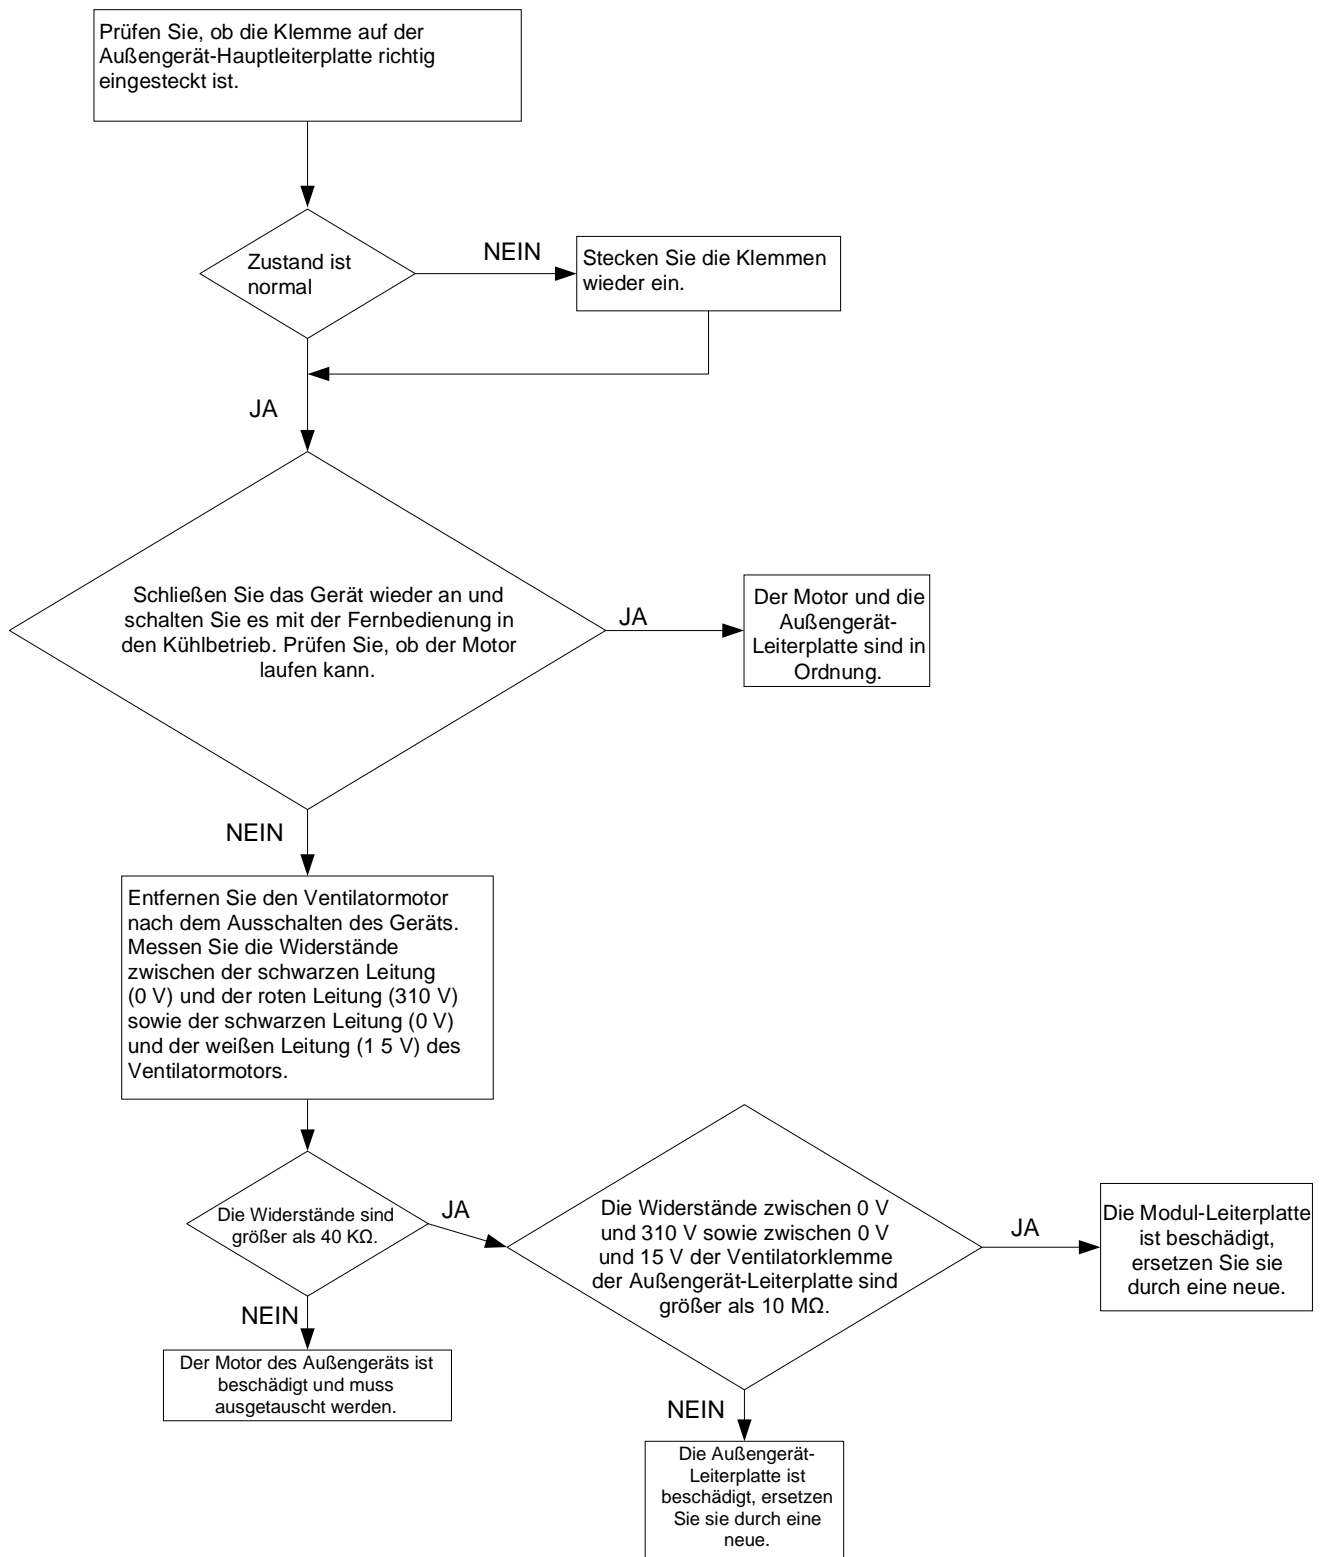 Prüfen Sie, ob die Klemme auf der
Außengerät-Hauptleiterplatte richtig
eingesteckt ist.
Zustand ist
normal
NEIN
Stecken Sie die Klemmen
wieder ein.
JA
Schließen Sie das Gerät wieder an und
schalten Sie es mit der Fernbedienung in
den Kühlbetrieb. Prüfen Sie, ob der Motor
laufen kann.
JA
Der Motor und die
Außengerät-
Leiterplatte sind in
Ordnung.
NEIN
Entfernen Sie den Ventilatormotor
nach dem Ausschalten des Geräts.
Messen Sie die Widerstände
zwischen der schwarzen Leitung
(0 V) und der roten Leitung (310 V)
sowie der schwarzen Leitung (0 V)
und der weißen Leitung (1 5 V) des
Ventilatormotors.
Die Widerstände sind
größer als 40 KΩ.
JA
Die Widerstände zwischen 0 V
und 310 V sowie zwischen 0 V
und 15 V der Ventilatorklemme
der Außengerät-Leiterplatte sind
größer als 10 MΩ.
JA
Die Modul-Leiterplatte
ist beschädigt,
ersetzen Sie sie
durch eine neue.
NEIN
Der Motor des Außengeräts ist
beschädigt und muss
ausgetauscht werden.
NEIN
Die Außengerät-
Leiterplatte ist
beschädigt, ersetzen
Sie sie durch eine
neue.